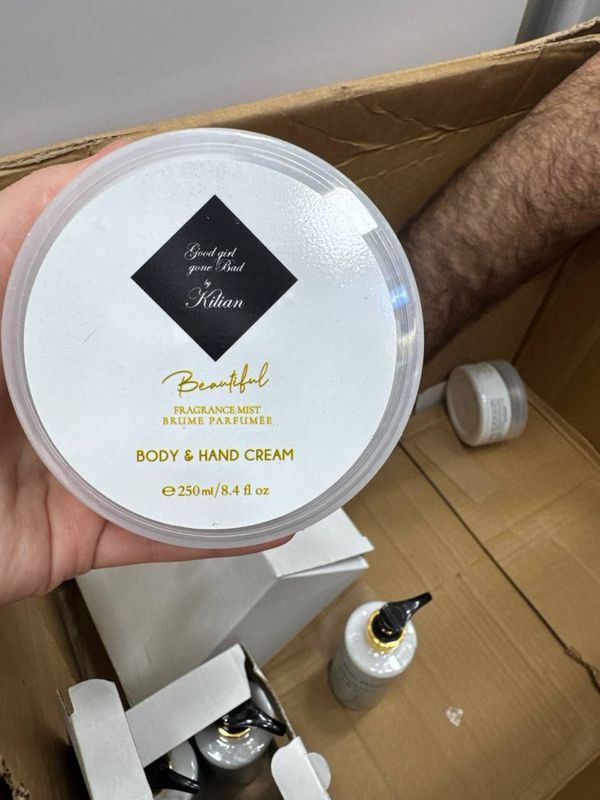 Good girl
gone Bad
by
Kilian
Beautiful
FRAGRANCE MIST
BRUME PARFUMÉE
BODY & HAND CREAM
℮250ml/8.4 fl oz